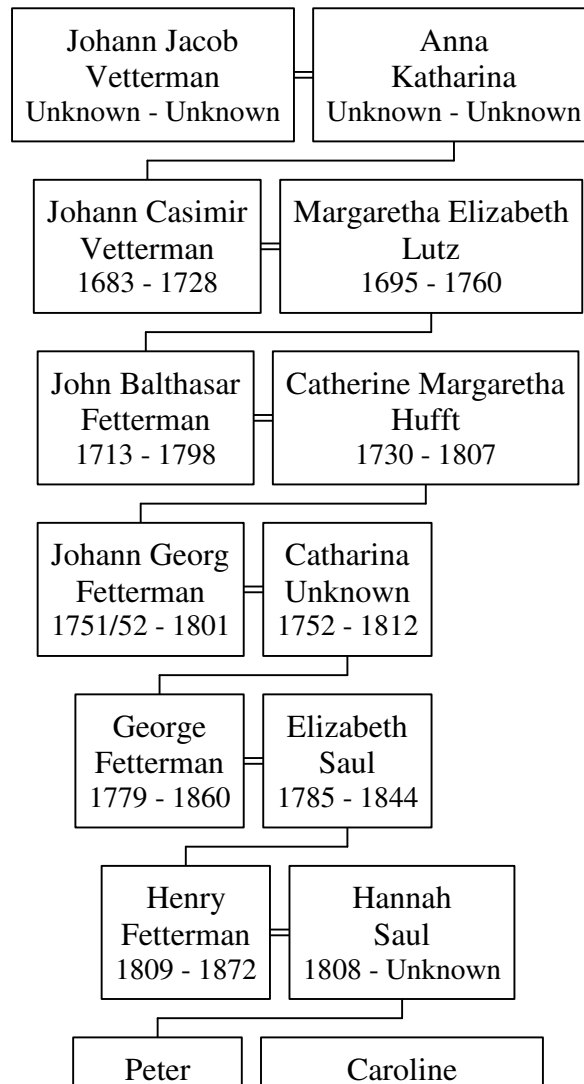 Johann Jacob
Vetterman
Unknown - Unknown
Anna
Katharina
Unknown - Unknown
Johann Casimir
Vetterman
1683 - 1728
Margaretha Elizabeth
Lutz
1695 - 1760
John Balthasar
Fetterman
1713 - 1798
Catherine Margaretha
Hufft
1730 - 1807
Johann Georg
Fetterman
1751/52 - 1801
Catharina
Unknown
1752 - 1812
George
Fetterman
1779 - 1860
Elizabeth
Saul
1785 - 1844
Henry
Fetterman
1809 - 1872
Hannah
Saul
1808 - Unknown
Peter
Caroline